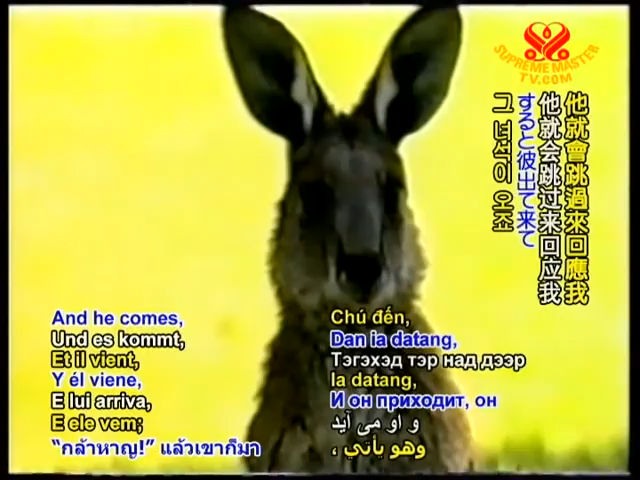 SUPREME MASTER
TV.COM
他就會跳過來回應我
他就会跳过来回应我
すると彼出て来て
그 녀석이 오죠
And he comes,
Und es kommt,
Et il vient,
Y él viene,
E lui arriva,
E ele vem;
“กล้าหาญ!” แล้วเขาก็มา
Chú đến,
Dan ia datang,
Тэгэхэд тэр над дээр
Ia datang,
И он приходит, он
و او می آید
وهو يأتي ،